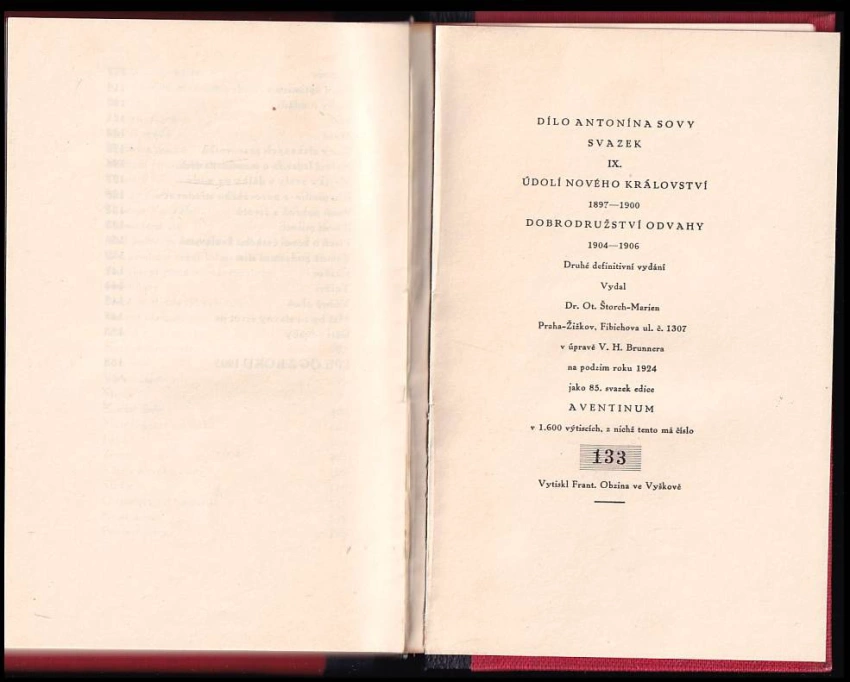 DÍLO ANTONÍNA SOVY
SVAZEK
IX.
ÚDOLÍ NOVÉHO KRÁLOVSTVÍ
1897—1900
DOBRODRUŽSTVÍ ODVAHY
1904—1906
Druhé definitivní vydání
Vydal
Dr. Ot. Štorch-Marien
Praha-Žižkov, Fibichova ul. č. 1307
v úpravě V. H. Brunnera
na podzim roku 1924
jako 85. svazek edice
AVENTINUM
v 1.600 výtiscích, z nichž tento má číslo
133
Vytiskl Frant. Obzina ve Vyškově